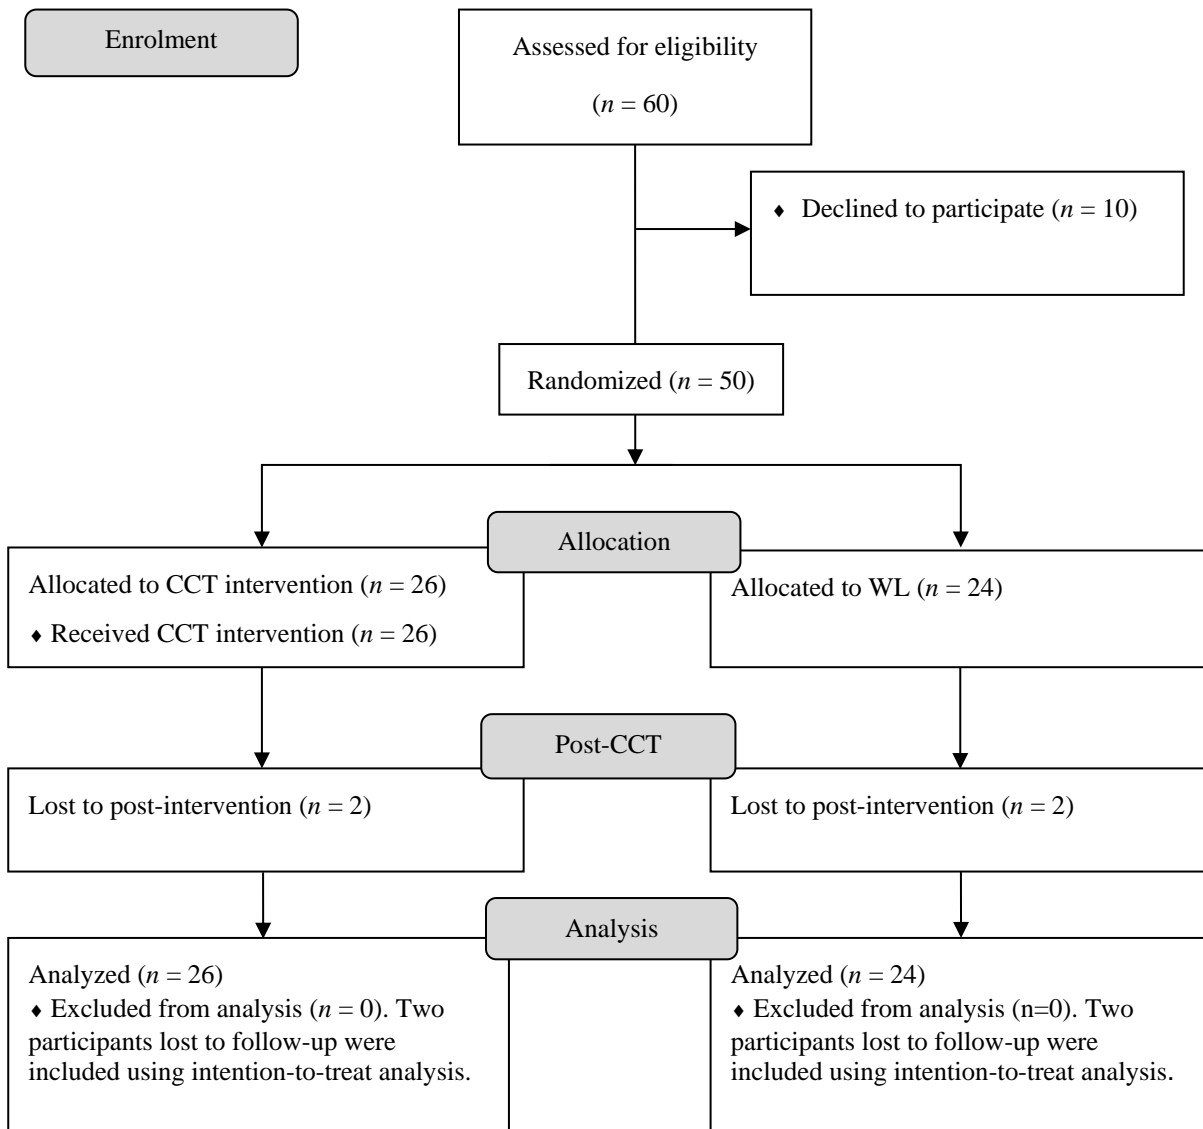 Enrolment
Assessed for eligibility
(n = 60)
♦ Declined to participate (n = 10)
Randomized (n = 50)
Allocation
Allocated to CCT intervention (n = 26)
♦ Received CCT intervention (n = 26)
Allocated to WL (n = 24)
Post-CCT
Lost to post-intervention (n = 2)
Lost to post-intervention (n = 2)
Analysis
Analyzed (n = 26)
♦ Excluded from analysis (n = 0). Two
participants lost to follow-up were
included using intention-to-treat analysis.
Analyzed (n = 24)
♦ Excluded from analysis (n=0). Two
participants lost to follow-up were
included using intention-to-treat analysis.